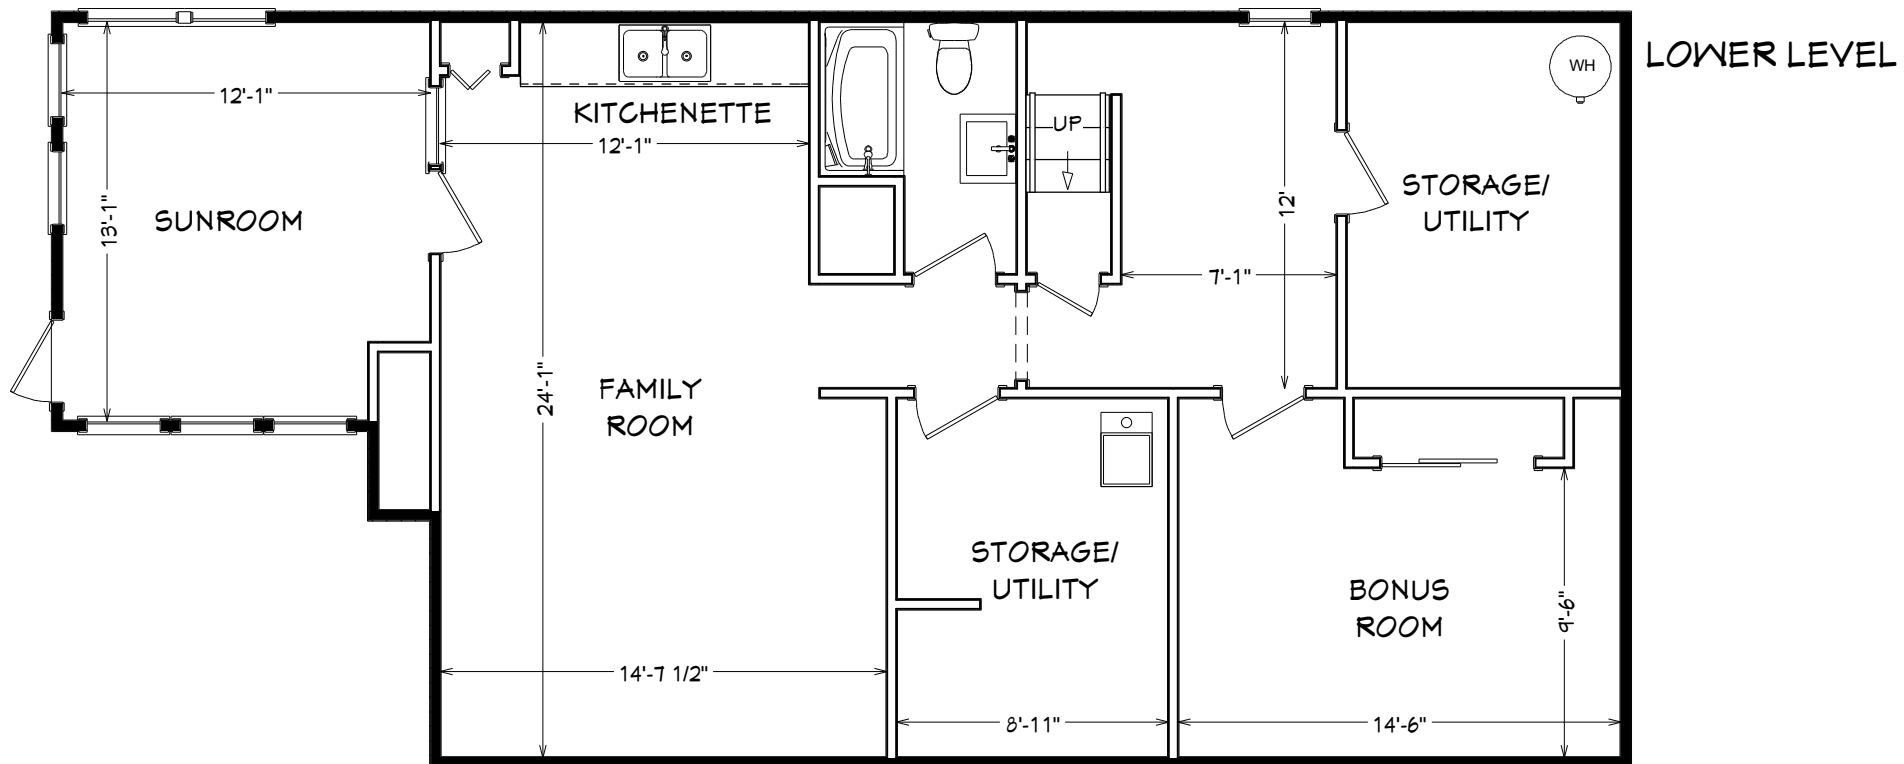 LOWER LEVEL
WH
12'-1"
KITCHENETTE
12'-1"
UP
STORAGE/
UTILITY
13'-1"
SUNROOM
12'
7'-1"
24'-1"
FAMILY
ROOM
STORAGE/
UTILITY
BONUS
ROOM
9'-6"
14'-7 1/2"
8'-11"
14'-6"